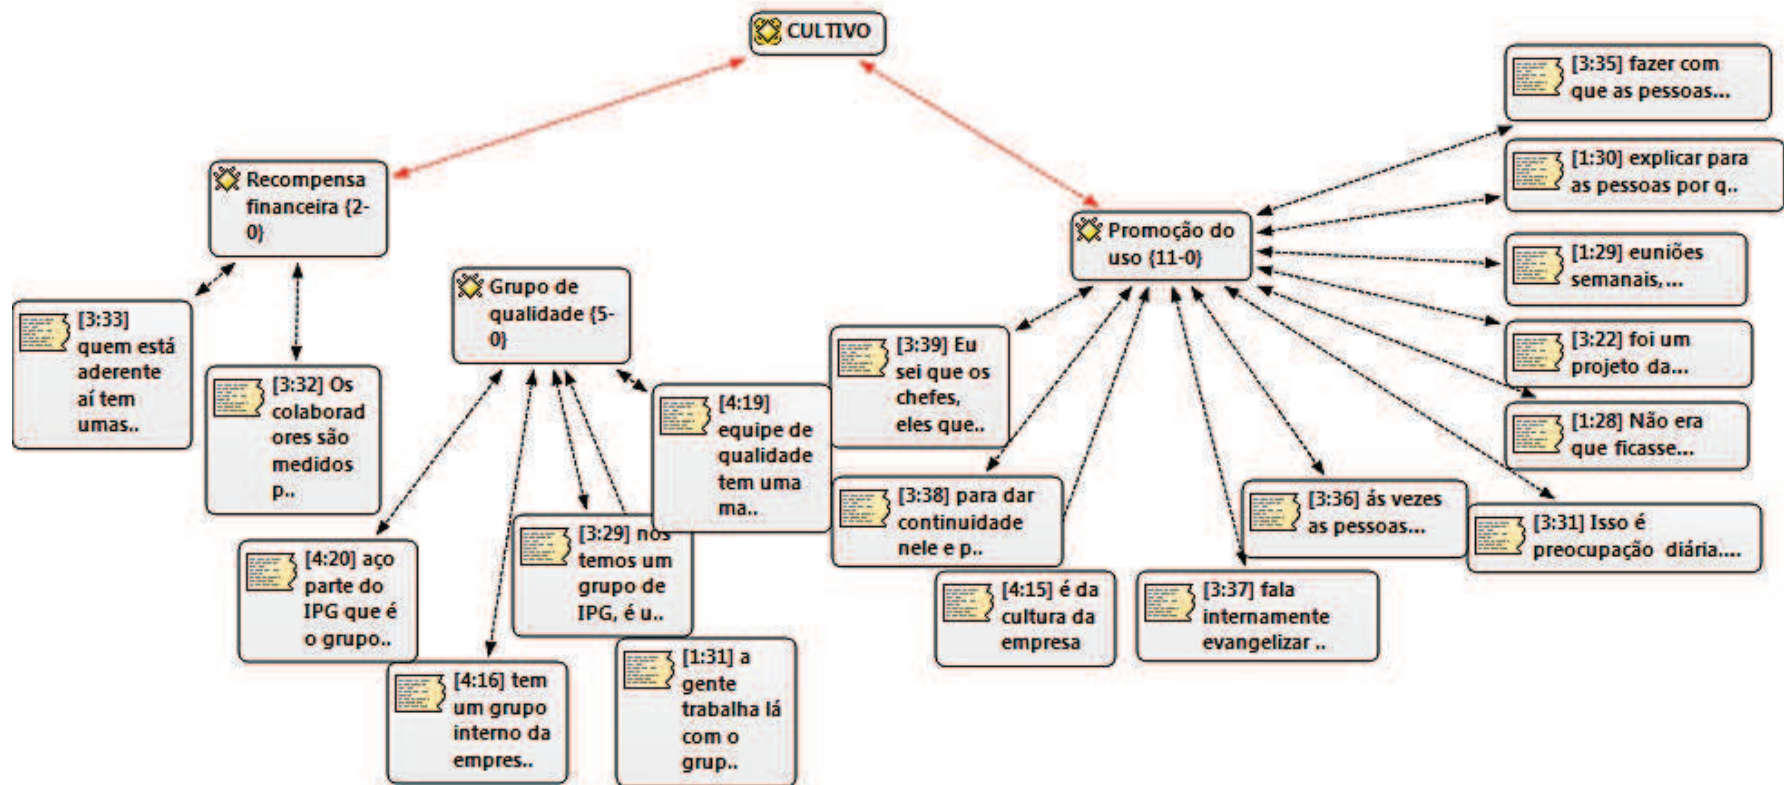 CULTIVO
Recompensa
financeira {2-
0}
[3:33]
quem está
aderente
aí tem
umas..
[3:32] Os
colaborad
ores são
medidos
p..
Grupo de
qualidade {5-
0}
[4:20] aço
parte do
IPG que é
o grupo..
[4:16] tem
um grupo
interno da
empres..
[3:29] nós
temos um
grupo de
IPG, é u..
[1:31] a
gente
trabalha lá
com o
grup..
[4:19]
equipe de
qualidade
tem uma
ma..
Promoção do
uso {11-0}
[3:39] Eu
sei que os
chefes,
eles que..
[3:38] para dar
continuidade
nele e p..
[4:15] é da
cultura da
empresa
[3:37] fala
internamente
evangelizar ..
[3:36] ás vezes
as pessoas...
[3:31] Isso é
preocupação diária....
[1:28] Não era
que ficasse...
[3:22] foi um
projeto da...
[1:29] euniões
semanais,...
[1:30] explicar para
as pessoas por q..
[3:35] fazer com
que as pessoas...